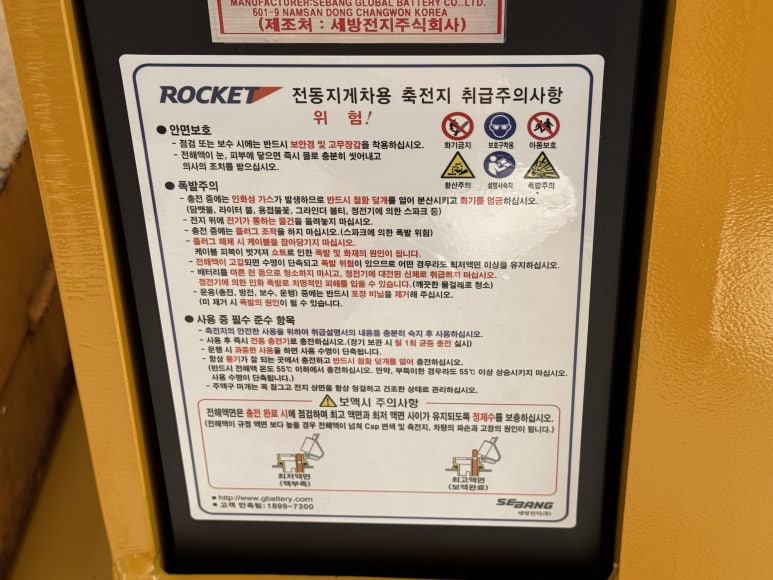 MANUFACTURER:SEBANG GLOBAL BATTERY CO..LTD.
601-9 NAMSAN DONG CHANGWON KOREA
(제조처 : 세방전지주식회사)
ROCKET 전동지게차용 축전지 취급주의사항
위 험!
화기금지 보호구착용 아동보호
황산주의 설명서숙지 폭발주의
● 안면보호
- 점검 또는 보수 시에는 반드시 보안경 및 고무장갑을 착용하십시오.
- 전해액이 눈, 피부에 닿으면 즉시 물로 충분히 씻어내고
의사의 조치를 받으십시오.
● 폭발주의
- 충전 중에는 인화성 가스가 발생하므로 반드시 철함 덮개를 열어 분산시키고 화기를 엄금하십시오.
(담뱃불, 라이터 불, 용접불꽃, 그라인더 불티, 정전기에 의한 스파크 등)
- 전지 위에 전기가 통하는 물건을 올려놓지 마십시오.
- 충전 중에는 플러그 조작을 하지 마십시오.(스파크에 의한 폭발 위험)
- 플러그 해체 시 케이블을 잡아당기지 마십시오.
케이블 피복이 벗겨져 쇼트로 인한 폭발 및 화재의 원인이 됩니다.
- 전해액이 고갈되면 수명이 단축되고 폭발 위험이 있으므로 어떤 경우라도 최저액면 이상을 유지하십시오.
- 배터리를 마른 천 등으로 청소하지 마시고, 정전기에 대전된 신체로 취급하지 마십시오.
정전기에 의한 인화 폭발로 치명적인 피해를 입을 수 있습니다.(깨끗한 물걸레로 청소)
- 운용(충전, 방전, 보수, 운행) 중에는 반드시 포장 비닐을 제거해 주십시오.
(미 제거 시 폭발의 원인이 될 수 있습니다.)
● 사용 중 필수 준수 항목
- 축전지의 안전한 사용을 위하여 취급설명서의 내용을 충분히 숙지 후 사용하십시오.
- 사용 후 즉시 전용 충전기로 충전하십시오.(장기 보관 시 월 1회 균등 충전 실시)
- 운행 시 과중한 사용을 하면 사용 수명이 단축됩니다.
- 항상 통기가 잘 되는 곳에서 충전하고 반드시 철함 덮개를 열어 충전하십시오.
(반드시 전해액 온도 55℃ 이하에서 충전하십시오. 만약, 부득이한 경우라도 55℃ 이상 상승시키지 마십시오.
사용 수명이 단축됩니다.)
- 주액구 마개는 꼭 잠그고 전지 상면을 항상 청결하고 건조한 상태로 관리하십시오.
보액시 주의사항
전해액면은 충전 완료 시에 점검하며 최고 액면과 최저 액면 사이가 유지되도록 정제수를 보충하십시오.
(전해액이 규정 액면 보다 높을 경우 전해액이 넘쳐 Cap 변색 및 축전지, 차량의 파손과 고장의 원인이 됩니다.)
최저액면
(액부족)
최고액면
(보액완료)
■ http://www.gbattery.com
■ 고객 만족팀:1899-7300
SEBANG
세방전지(주)